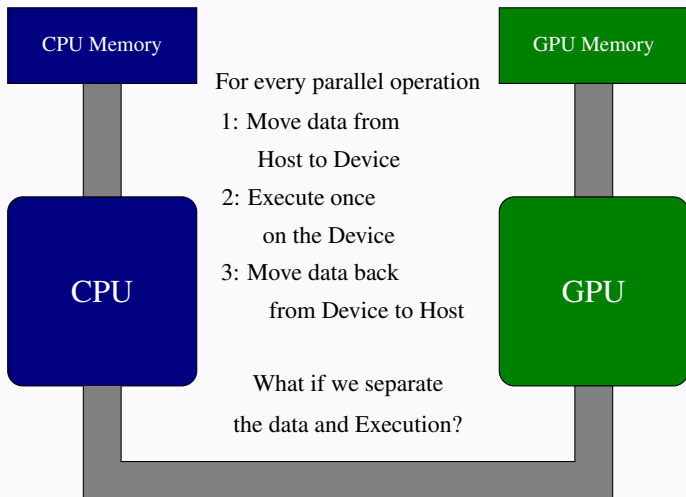 CPU Memory
GPU Memory
For every parallel operation
1: Move data from
Host to Device
2: Execute once
on the Device
3: Move data back
from Device to Host
CPU
GPU
What if we separate
the data and Execution?